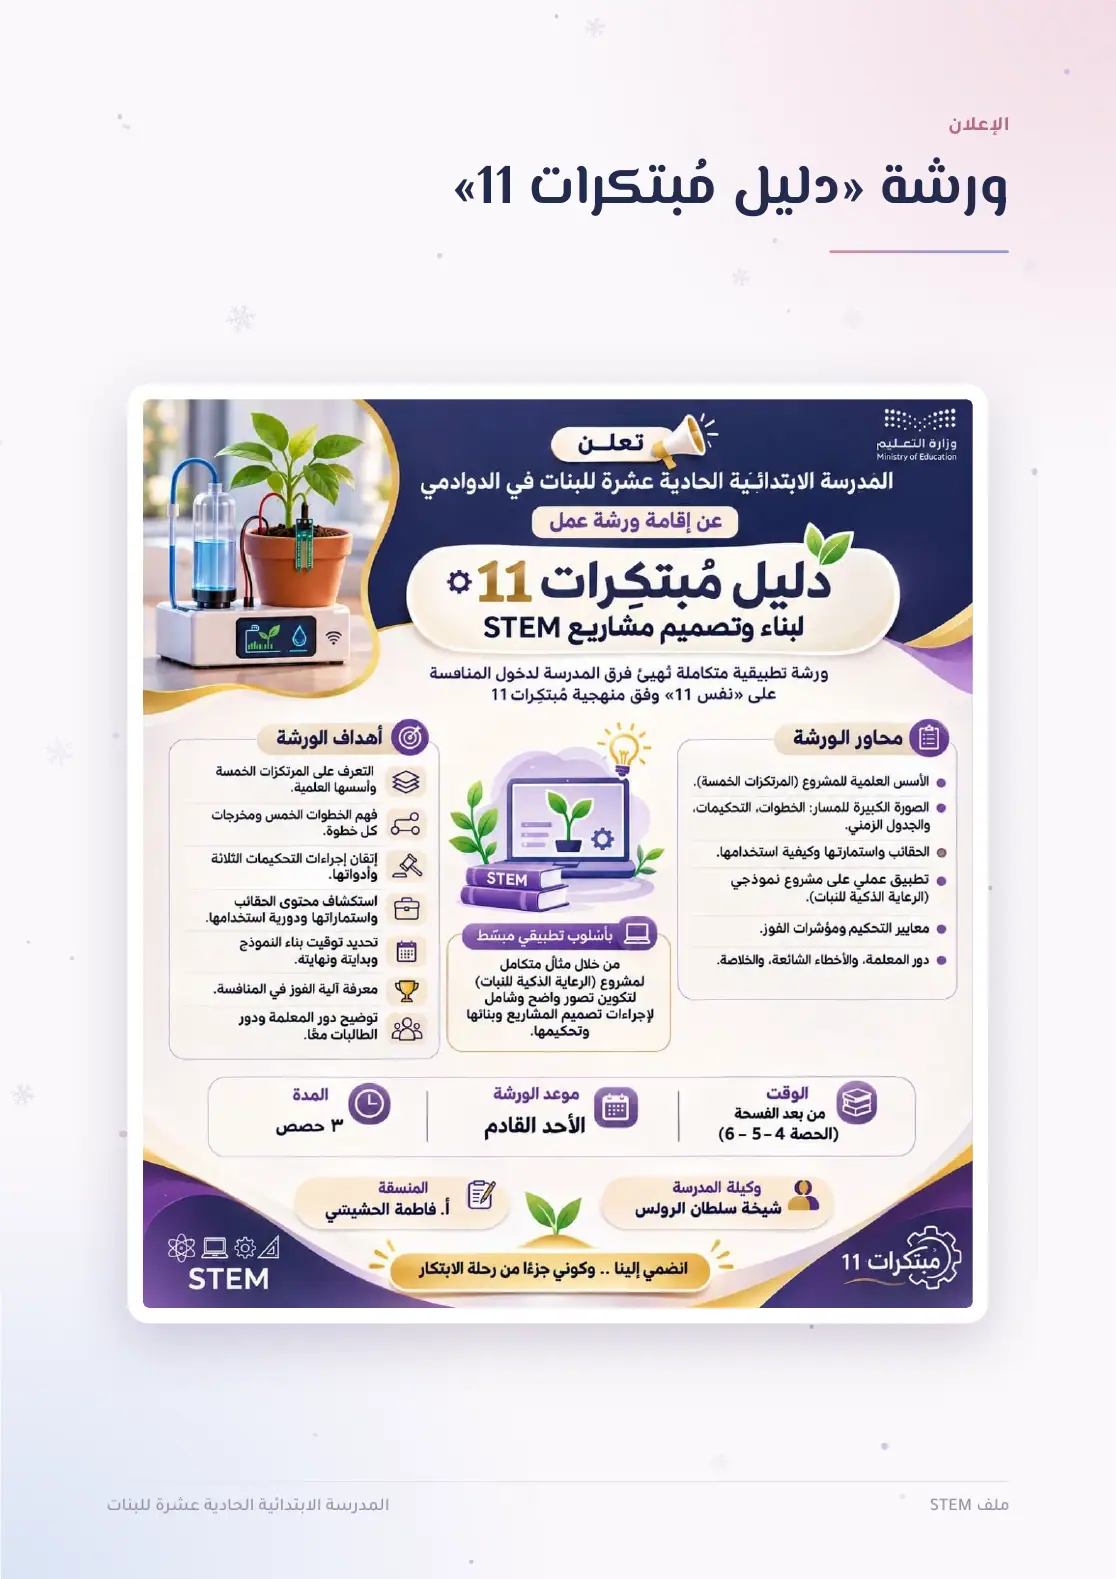 الإعلان
ورشة «دليل مُبتكرات 11»
وزارة التعليم
Ministry of Education
تعلن
المدرسة الابتدائية الحادية عشرة للبنات في الدوادمي
عن إقامة ورشة عمل
دليل مُبتكِرات 11
لبناء وتصميم مشاريع STEM
ورشة تطبيقية متكاملة تُهيئ فرق المدرسة لدخول المنافسة
على «نفس 11» وفق منهجية مُبتكِرات 11
محاور الورشة
الأسس العلمية للمشروع (المرتكزات الخمسة).
الصورة الكبيرة للمسار: الخطوات، التحكيمات،
والجدول الزمني.
الحقائب واستمارتها وكيفية استخدامها.
تطبيق عملي على مشروع نموذجي
(الرعاية الذكية للنبات).
معايير التحكيم ومؤشرات الفوز.
دور المعلمة، والأخطاء الشائعة، والخلاصة.
STEM
بأسلوب تطبيقي مبسّط
من خلال مثالٌ متكامل
لمشروع (الرعاية الذكية للنبات)
لتكوين تصور واضح وشامل
لإجراءات تصميم المشاريع وبنائها
وتحكيمها.
أهداف الورشة
التعرف على المرتكزات الخمسة
وأسسها العلمية.
فهم الخطوات الخمس ومخرجات
كل خطوة.
إتقان إجراءات التحكيمات الثلاثة
وأدواتها.
استكشاف محتوى الحقائب
واستماراتها ودورية استخدامها.
تحديد توقيت بناء النموذج
وبدايتة ونهايتة.
معرفة آلية الفوز في المنافسة.
توضيح دور المعلمة ودور
الطالبات معًا.
الوقت
من بعد الفسحة
(الحصة 4 – 5 – 6)
موعد الورشة
الأحد القادم
المدة
٣ حصص
وكيلة المدرسة
شيخة سلطان الرولس
المنسقة
أ. فاطمة الحشيشي
مبتكرات 11
STEM
انضمي إلينا .. وكوني جزءًا من رحلة الابتكار
ملف STEM
المدرسة الابتدائية الحادية عشرة للبنات